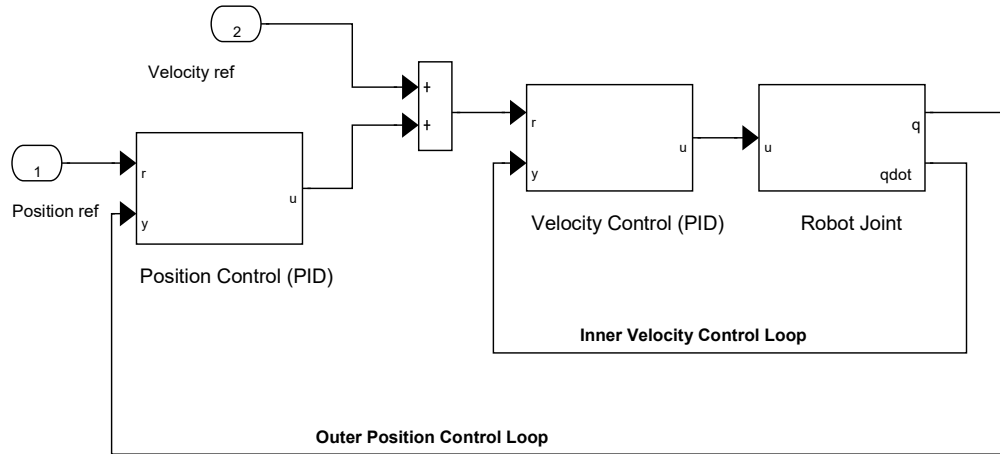 2
Velocity ref
+
+
1
Position ref
r
y
u
Position Control (PID)
r
y
u
Velocity Control (PID)
u
q
qdot
Robot Joint
Inner Velocity Control Loop
Outer Position Control Loop